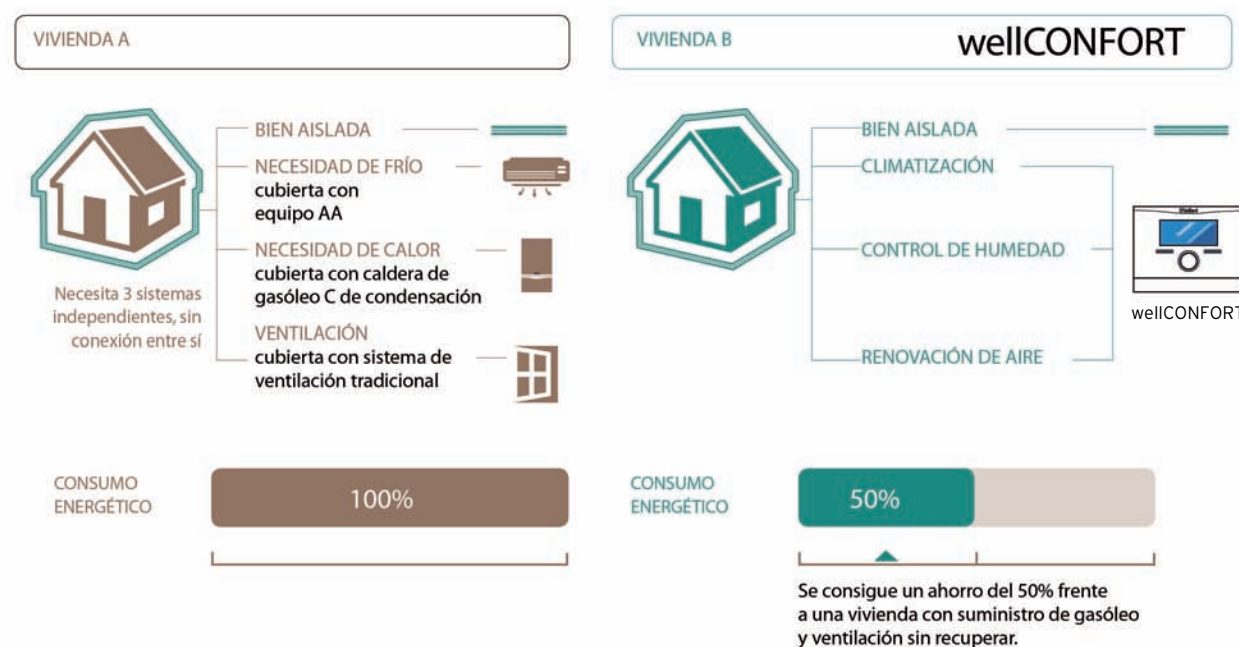 VIVIENDA A
BIEN AISLADA
NECESIDAD DE FRÍO
cubierta con
equipo AA
NECESIDAD DE CALOR
cubierta con caldera de
gasóleo C de condensación
VENTILACIÓN
cubierta con sistema de
ventilación tradicional
Necesita 3 sistemas
independientes, sin
conexión entre sí
CONSUMO
ENERGÉTICO
100%
VIVIENDA B
wellCONFORT
BIEN AISLADA
CLIMATIZACIÓN
CONTROL DE HUMEDAD
RENOVACIÓN DE AIRE
Vaillant
wellCONFORT
CONSUMO
ENERGÉTICO
50%
Se consigue un ahorro del 50% frente
a una vivienda con suministro de gasóleo
y ventilación sin recuperar.